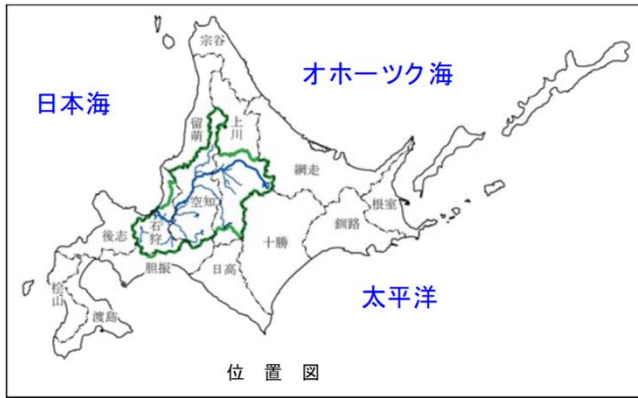 宗谷
オホーツク海
日本海
留萌
上川
網走
根室
空知
釧路
石狩
後志
十勝
胆振
日高
桧山
渡島
太平洋
位置図